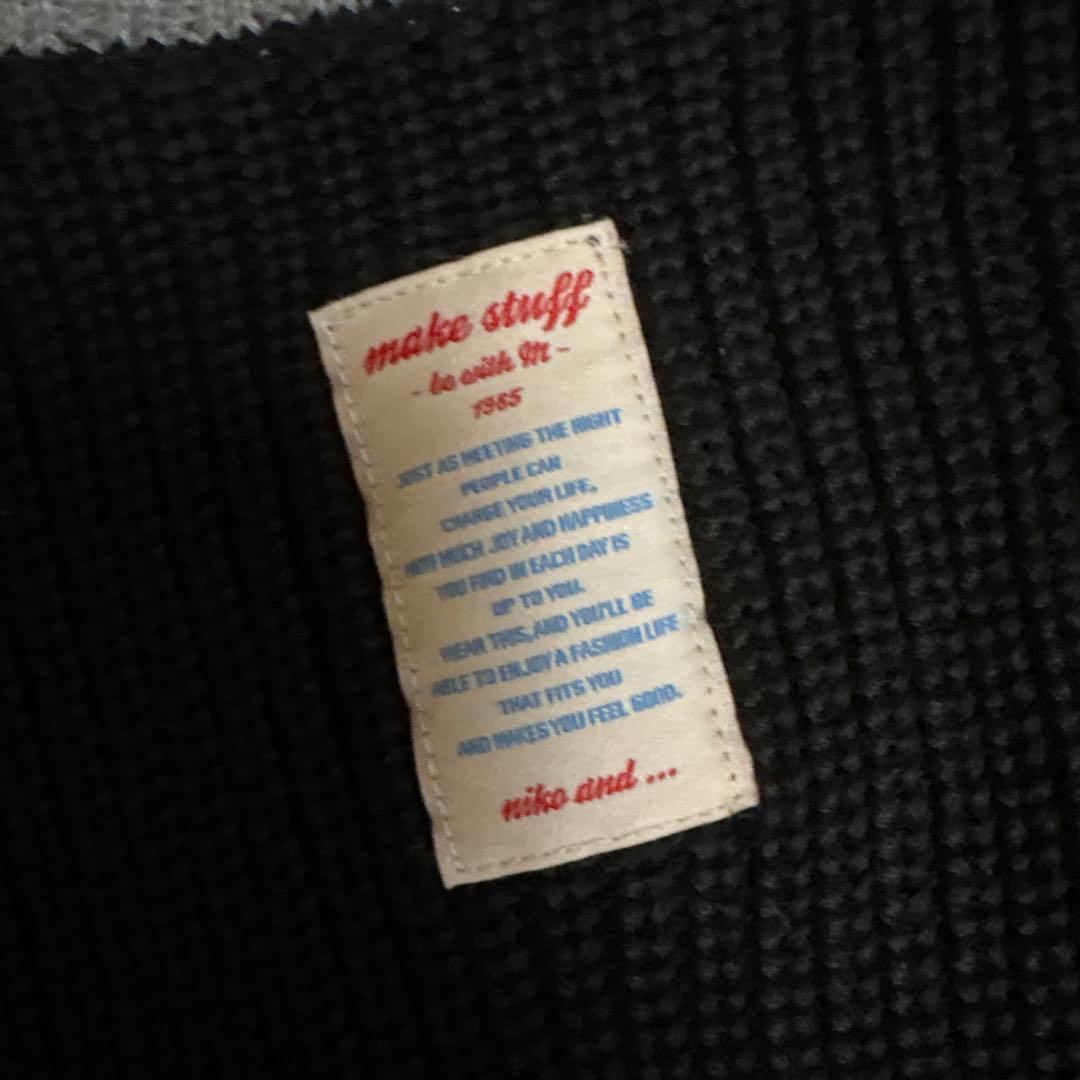 make stuff
- be with M -
1985
JUST AS MEETING THE RIGHT
PEOPLE CAN
CHANGE YOUR LIFE,
HOW MUCH JOY AND HAPPINESS
YOU FIND IN EACH DAY IS
UP TO YOU.
WEAR THIS,AND YOU'LL BE
ABLE TO ENJOY A FASHION LIFE
THAT FITS YOU
AND MAKES YOU FEEL GOOD.
niko and ...